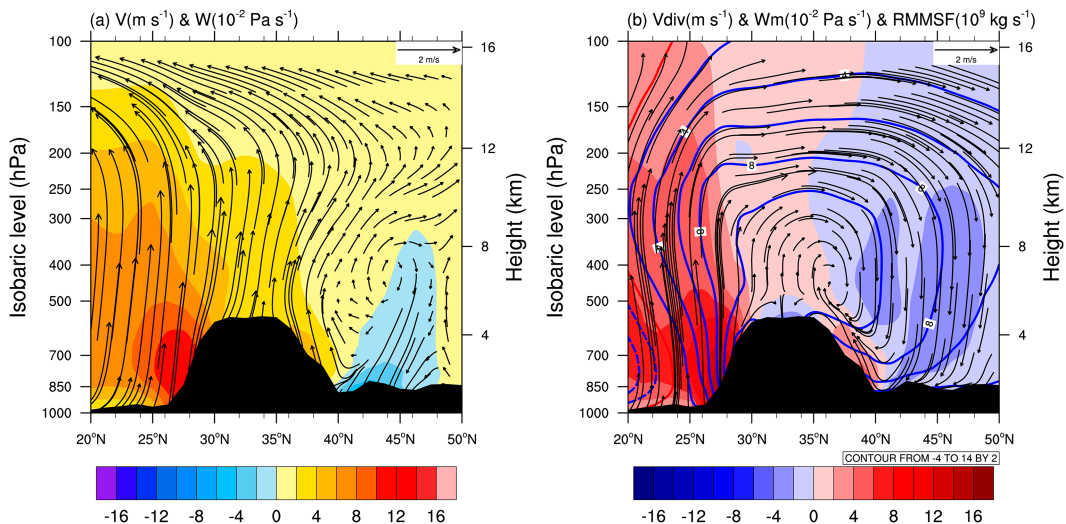 (a) V(m s⁻¹) & W(10⁻² Pa s⁻¹)
100
150
200
250
300
400
500
700
850
1000
Isobaric level (hPa)
2 m/s
16
12
8
4
Height (km)
20°N 25°N 30°N 35°N 40°N 45°N 50°N
-16 -12 -8 -4 0 4 8 12 16
(b) Vdiv(m s⁻¹) & Wm(10⁻² Pa s⁻¹) & RMMSF(10⁹ kg s⁻¹)
100
150
200
250
300
400
500
700
850
1000
Isobaric level (hPa)
2 m/s
16
12
8
4
Height (km)
8
8
8
8
20°N 25°N 30°N 35°N 40°N 45°N 50°N
CONTOUR FROM -4 TO 14 BY 2
-16 -12 -8 -4 0 4 8 12 16